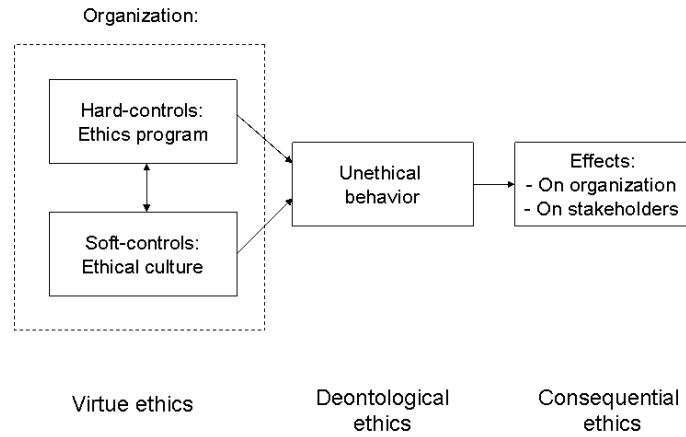 Organization:
Hard-controls:
Ethics program
Soft-controls:
Ethical culture
Unethical
behavior
Effects:
- On organization
- On stakeholders
Virtue ethics
Deontological
ethics
Consequential
ethics